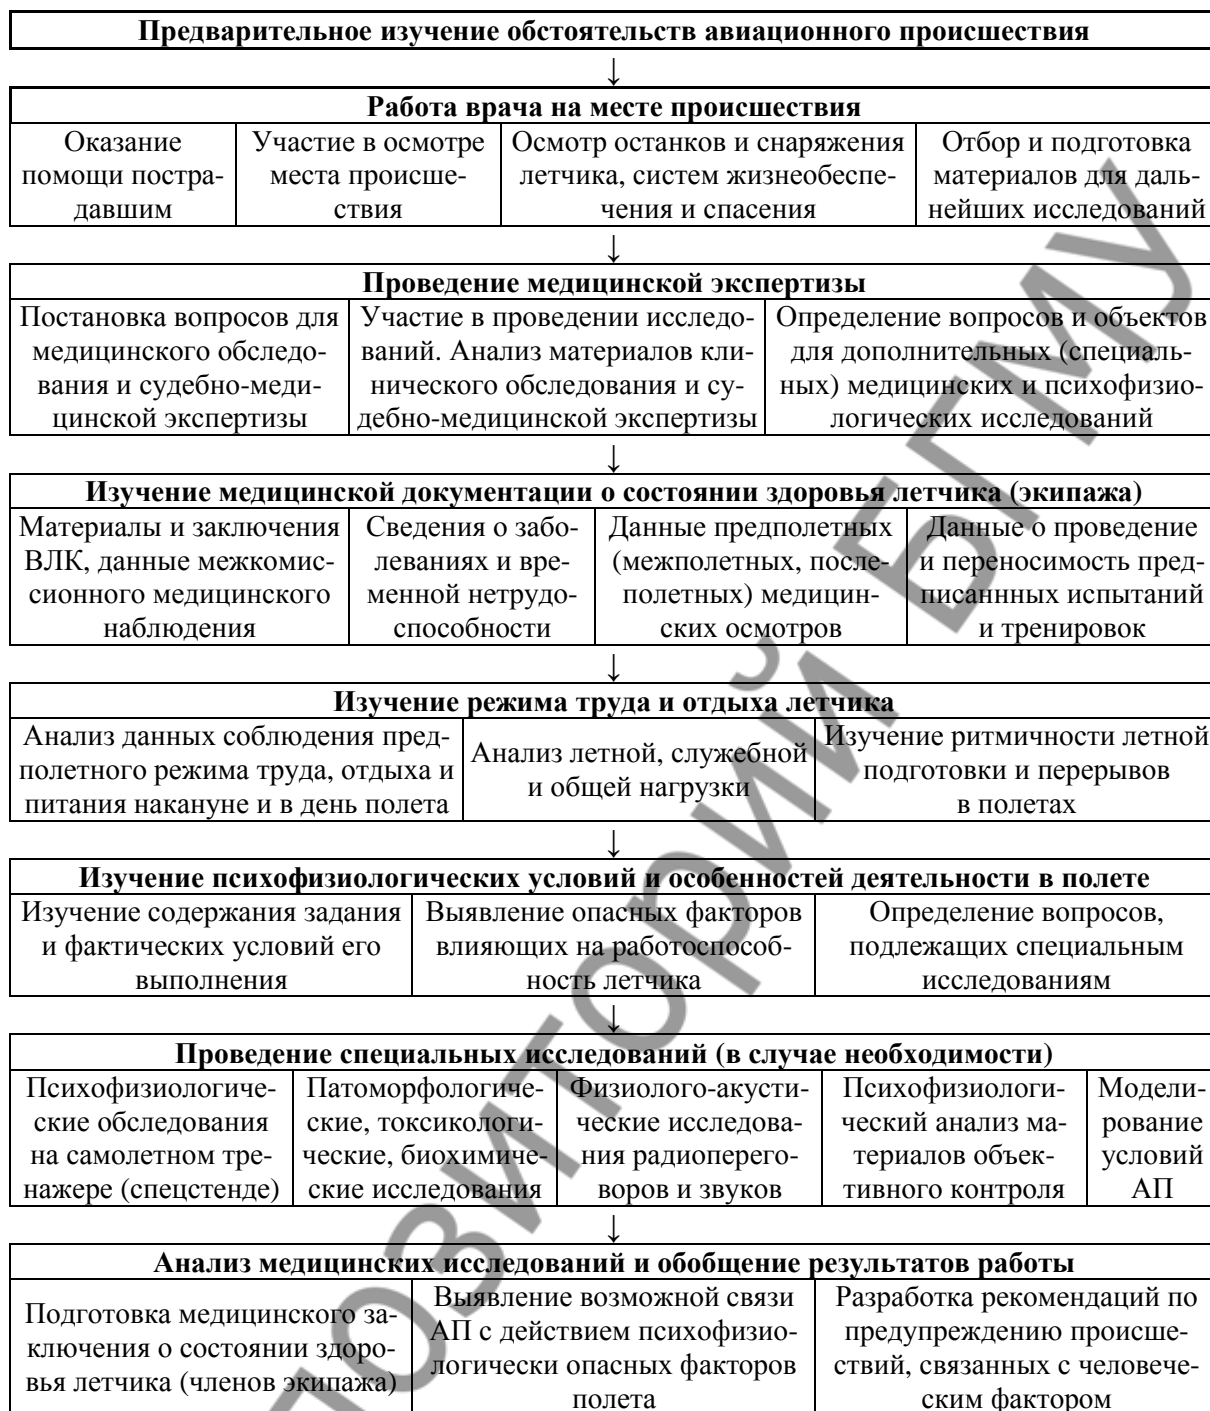 Предварительное изучение обстоятельств авиационного происшествия
↓
Работа врача на месте происшествия
Оказание
помощи постра-
давшим
Участие в осмотре
места происше-
ствия
Осмотр останков и снаряжения
летчика, систем жизнеобеспе-
чения и спасения
Отбор и подготовка
материалов для даль-
нейших исследований
↓
Проведение медицинской экспертизы
Постановка вопросов для
медицинского обследо-
вания и судебно-меди-
цинской экспертизы
Участие в проведении исследо-
ваний. Анализ материалов кли-
нического обследования и су-
дебно-медицинской экспертизы
Определение вопросов и объектов
для дополнительных (специаль-
ных) медицинских и психофизио-
логических исследований
↓
Изучение медицинской документации о состоянии здоровья летчика (экипажа)
Материалы и заключения
ВЛК, данные межкомис-
сионного медицинского
наблюдения
Сведения о забо-
леваниях и вре-
менной нетрудо-
способности
Данные предполетных
(межполетных, после-
полетных) медицин-
ских осмотров
Данные о проведение
и переносимость пред-
писаннных испытаний
и тренировок
↓
Изучение режима труда и отдыха летчика
Анализ данных соблюдения пред-
полетного режима труда, отдыха и
питания накануне и в день полета
Анализ летной, служебной
и общей нагрузки
Изучение ритмичности летной
подготовки и перерывов
в полетах
↓
Изучение психофизиологических условий и особенностей деятельности в полете
Изучение содержания задания
и фактических условий его
выполнения
Выявление опасных факторов
влияющих на работоспособ-
ность летчика
Определение вопросов,
подлежащих специальным
исследованиям
↓
Проведение специальных исследований (в случае необходимости)
Психофизиологиче-
ские обследования
на самолетном тре-
нажере (спецстенде)
Патоморфологиче-
ские, токсикологи-
ческие, биохимиче-
ские исследования
Физиолого-акусти-
ческие исследова-
ния радиоперего-
воров и звуков
Психофизиологи-
ческий анализ ма-
териалов объек-
тивного контроля
Модели-
рование
условий
АП
↓
Анализ медицинских исследований и обобщение результатов работы
Подготовка медицинского за-
ключения о состоянии здоро-
вья летчика (членов экипажа)
Выявление возможной связи
АП с действием психофизио-
логически опасных факторов
полета
Разработка рекомендаций по
предупреждению происше-
ствий, связанных с человече-
ским фактором
позиторий БГМУ